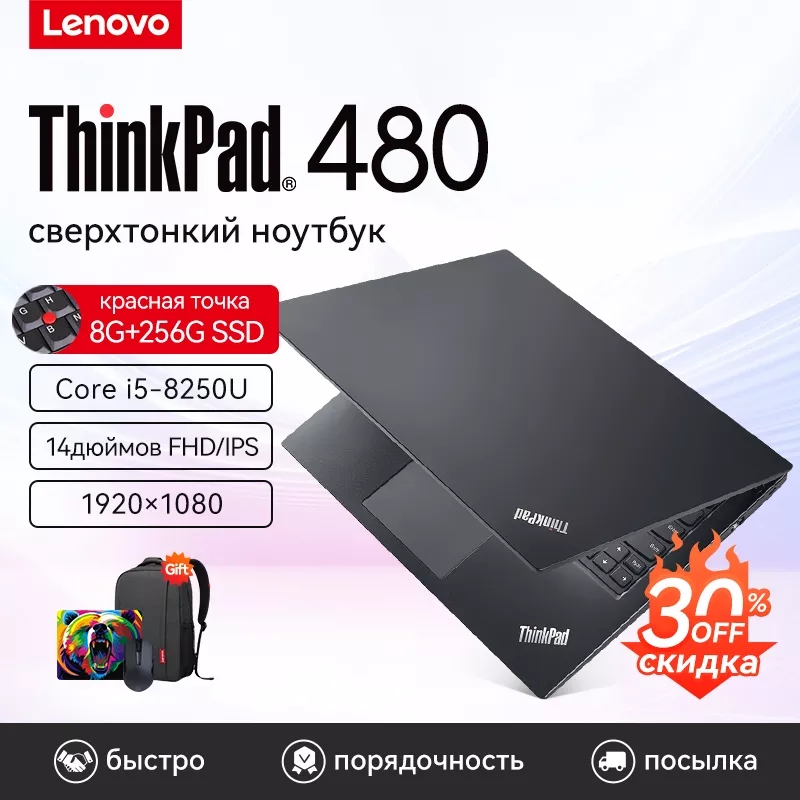 Lenovo
ThinkPad® 480
сверхтонкий ноутбук
красная точка
8G+256G SSD
G H
V B N
Core i5-8250U
14дюймов FHD/IPS
1920×1080
Gift
Lenovo
ThinkPad
ThinkPad
30%
OFF
скидка
быстро
порядочность
посылка